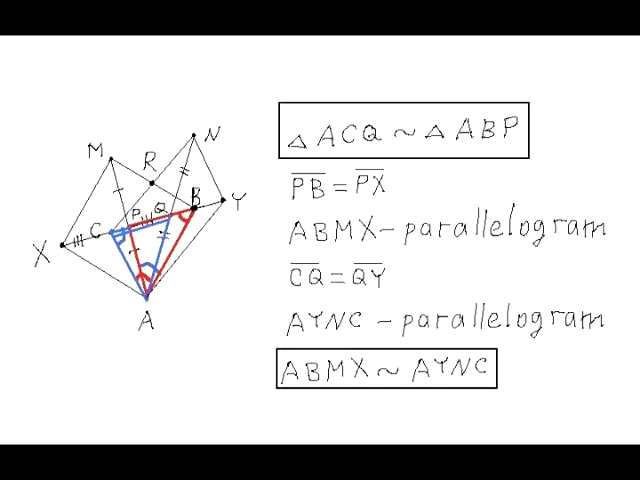 △ ACQ ~ △ ABP
PB = PX
ABMX - parallelogram
CQ = QY
AYNC - parallelogram
ABMX ~ AYNC
M
N
R
P
Q
B
Y
C
X
A